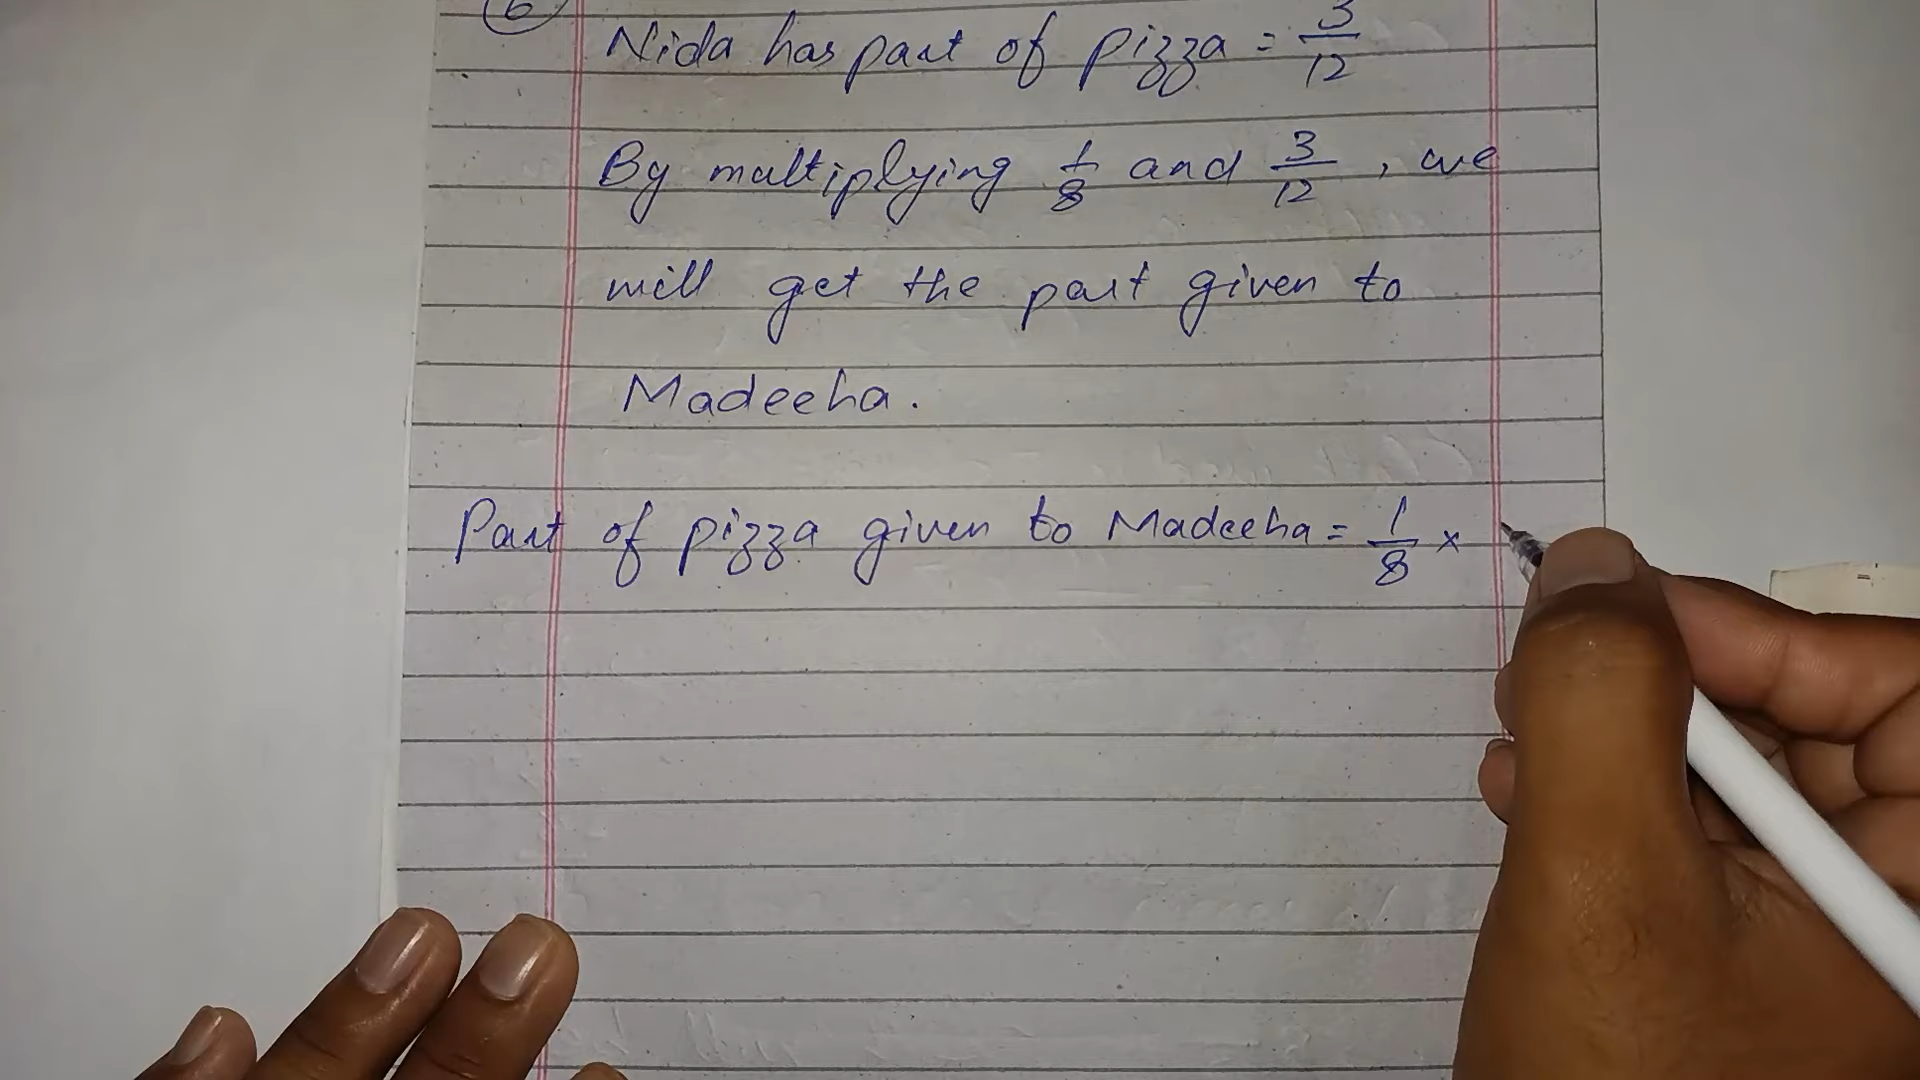 6
Nida has part of pizza = 3/12
By multiplying 1/8 and 3/12, we
will get the part given to
Madeeha.
Part of pizza given to Madeeha = 1/8 ×